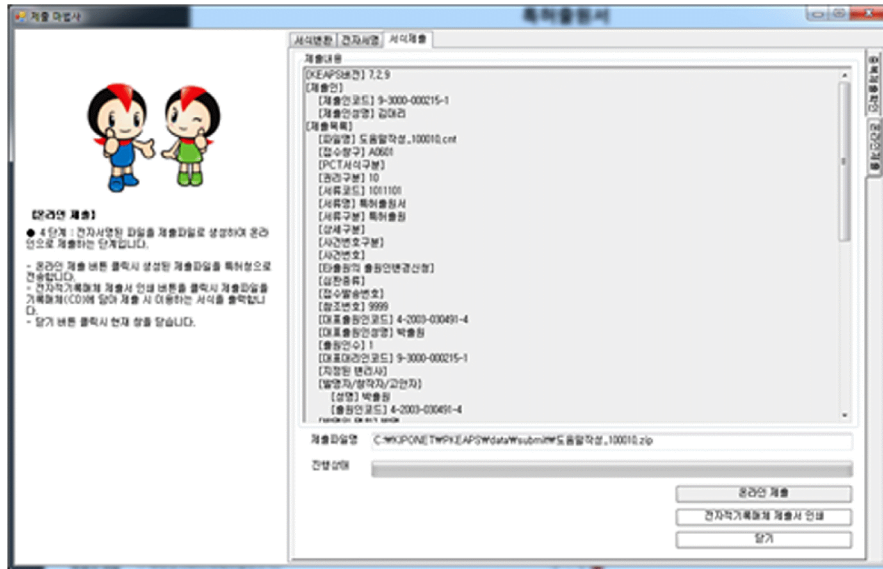 제출 마법사
특허출원서
서식변환 전자서명 서식제출
제출내용
[KEAPS버전] 7,2,9
[제출인]
[제출인코드] 9-3000-000215-1
[제출인성명] 김대리
[제출목록]
[파일명] 도움말작성_100010.cnt
[접수창구] A0601
[PCT서식구분]
[권리구분] 10
[서류코드] 1011101
[서류명] 특허출원서
[서류구분] 특허출원
[상세구분]
[사건번호구분]
[사건번호]
[타출원의 출원인변경신청]
[심판종류]
[접수발송번호]
[참조번호] 9999
[대표출원인코드] 4-2003-030491-4
[대표출원인성명] 박출원
[출원인수] 1
[대표대리인코드] 9-3000-000215-1
[지정된 변리사]
[발명자/창작자/고안자]
[성명] 박출원
[출원인코드] 4-2003-030491-4
중복제출확인
온라인제출
[온라인 제출]
● 4 단계 : 전자서명된 파일을 제출파일로 생성하여 온라
인으로 제출하는 단계입니다.
- 온라인 제출 버튼 클릭시 생성된 제출파일을 특허청으로
전송합니다.
- 전자적기록매체 제출서 인쇄 버튼을 클릭시 제출파일을
기록매체(CD)에 담아 제출 시 이용하는 서식을 출력합니
다.
- 닫기 버튼 클릭시 현재 창을 닫습니다.
제출파일명 C:₩KIPONET₩PKEAPS₩data₩submit₩도움말작성_100010.zip
진행상태
온라인 제출
전자적기록매체 제출서 인쇄
닫기